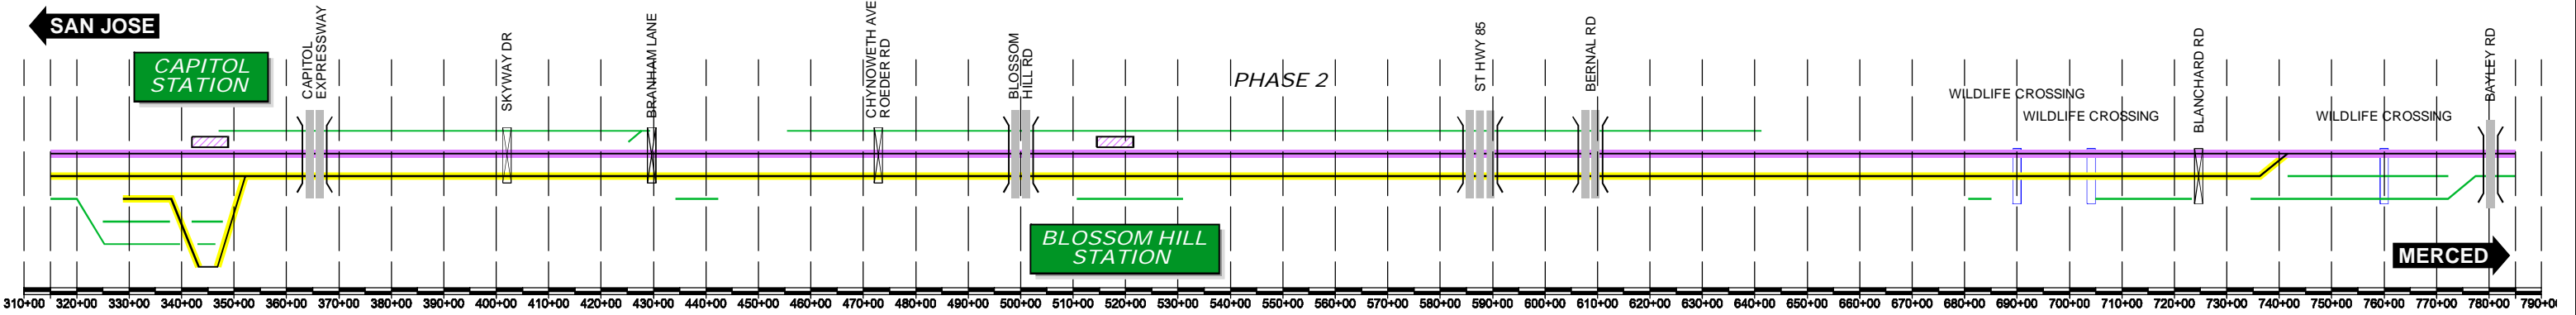 SAN JOSE
CAPITOL
STATION
CAPITOL
EXPRESSWAY
SKYWAY DR
BRANHAM LANE
CHYNOWETH AVE
ROEDER RD
BLOSSOM
HILL RD
PHASE 2
ST HWY 85
BERNAL RD
WILDLIFE CROSSING
WILDLIFE CROSSING
BLANCHARD RD
WILDLIFE CROSSING
BAYLEY RD
BLOSSOM HILL
STATION
MERCED
310+00 320+00 330+00 340+00 350+00 360+00 370+00 380+00 390+00 400+00 410+00 420+00 430+00 440+00 450+00 460+00 470+00 480+00 490+00 500+00 510+00 520+00 530+00 540+00 550+00 560+00 570+00 580+00 590+00 600+00 610+00 620+00 630+00 640+00 650+00 660+00 670+00 680+00 690+00 700+00 710+00 720+00 730+00 740+00 750+00 760+00 770+00 780+00 790+0